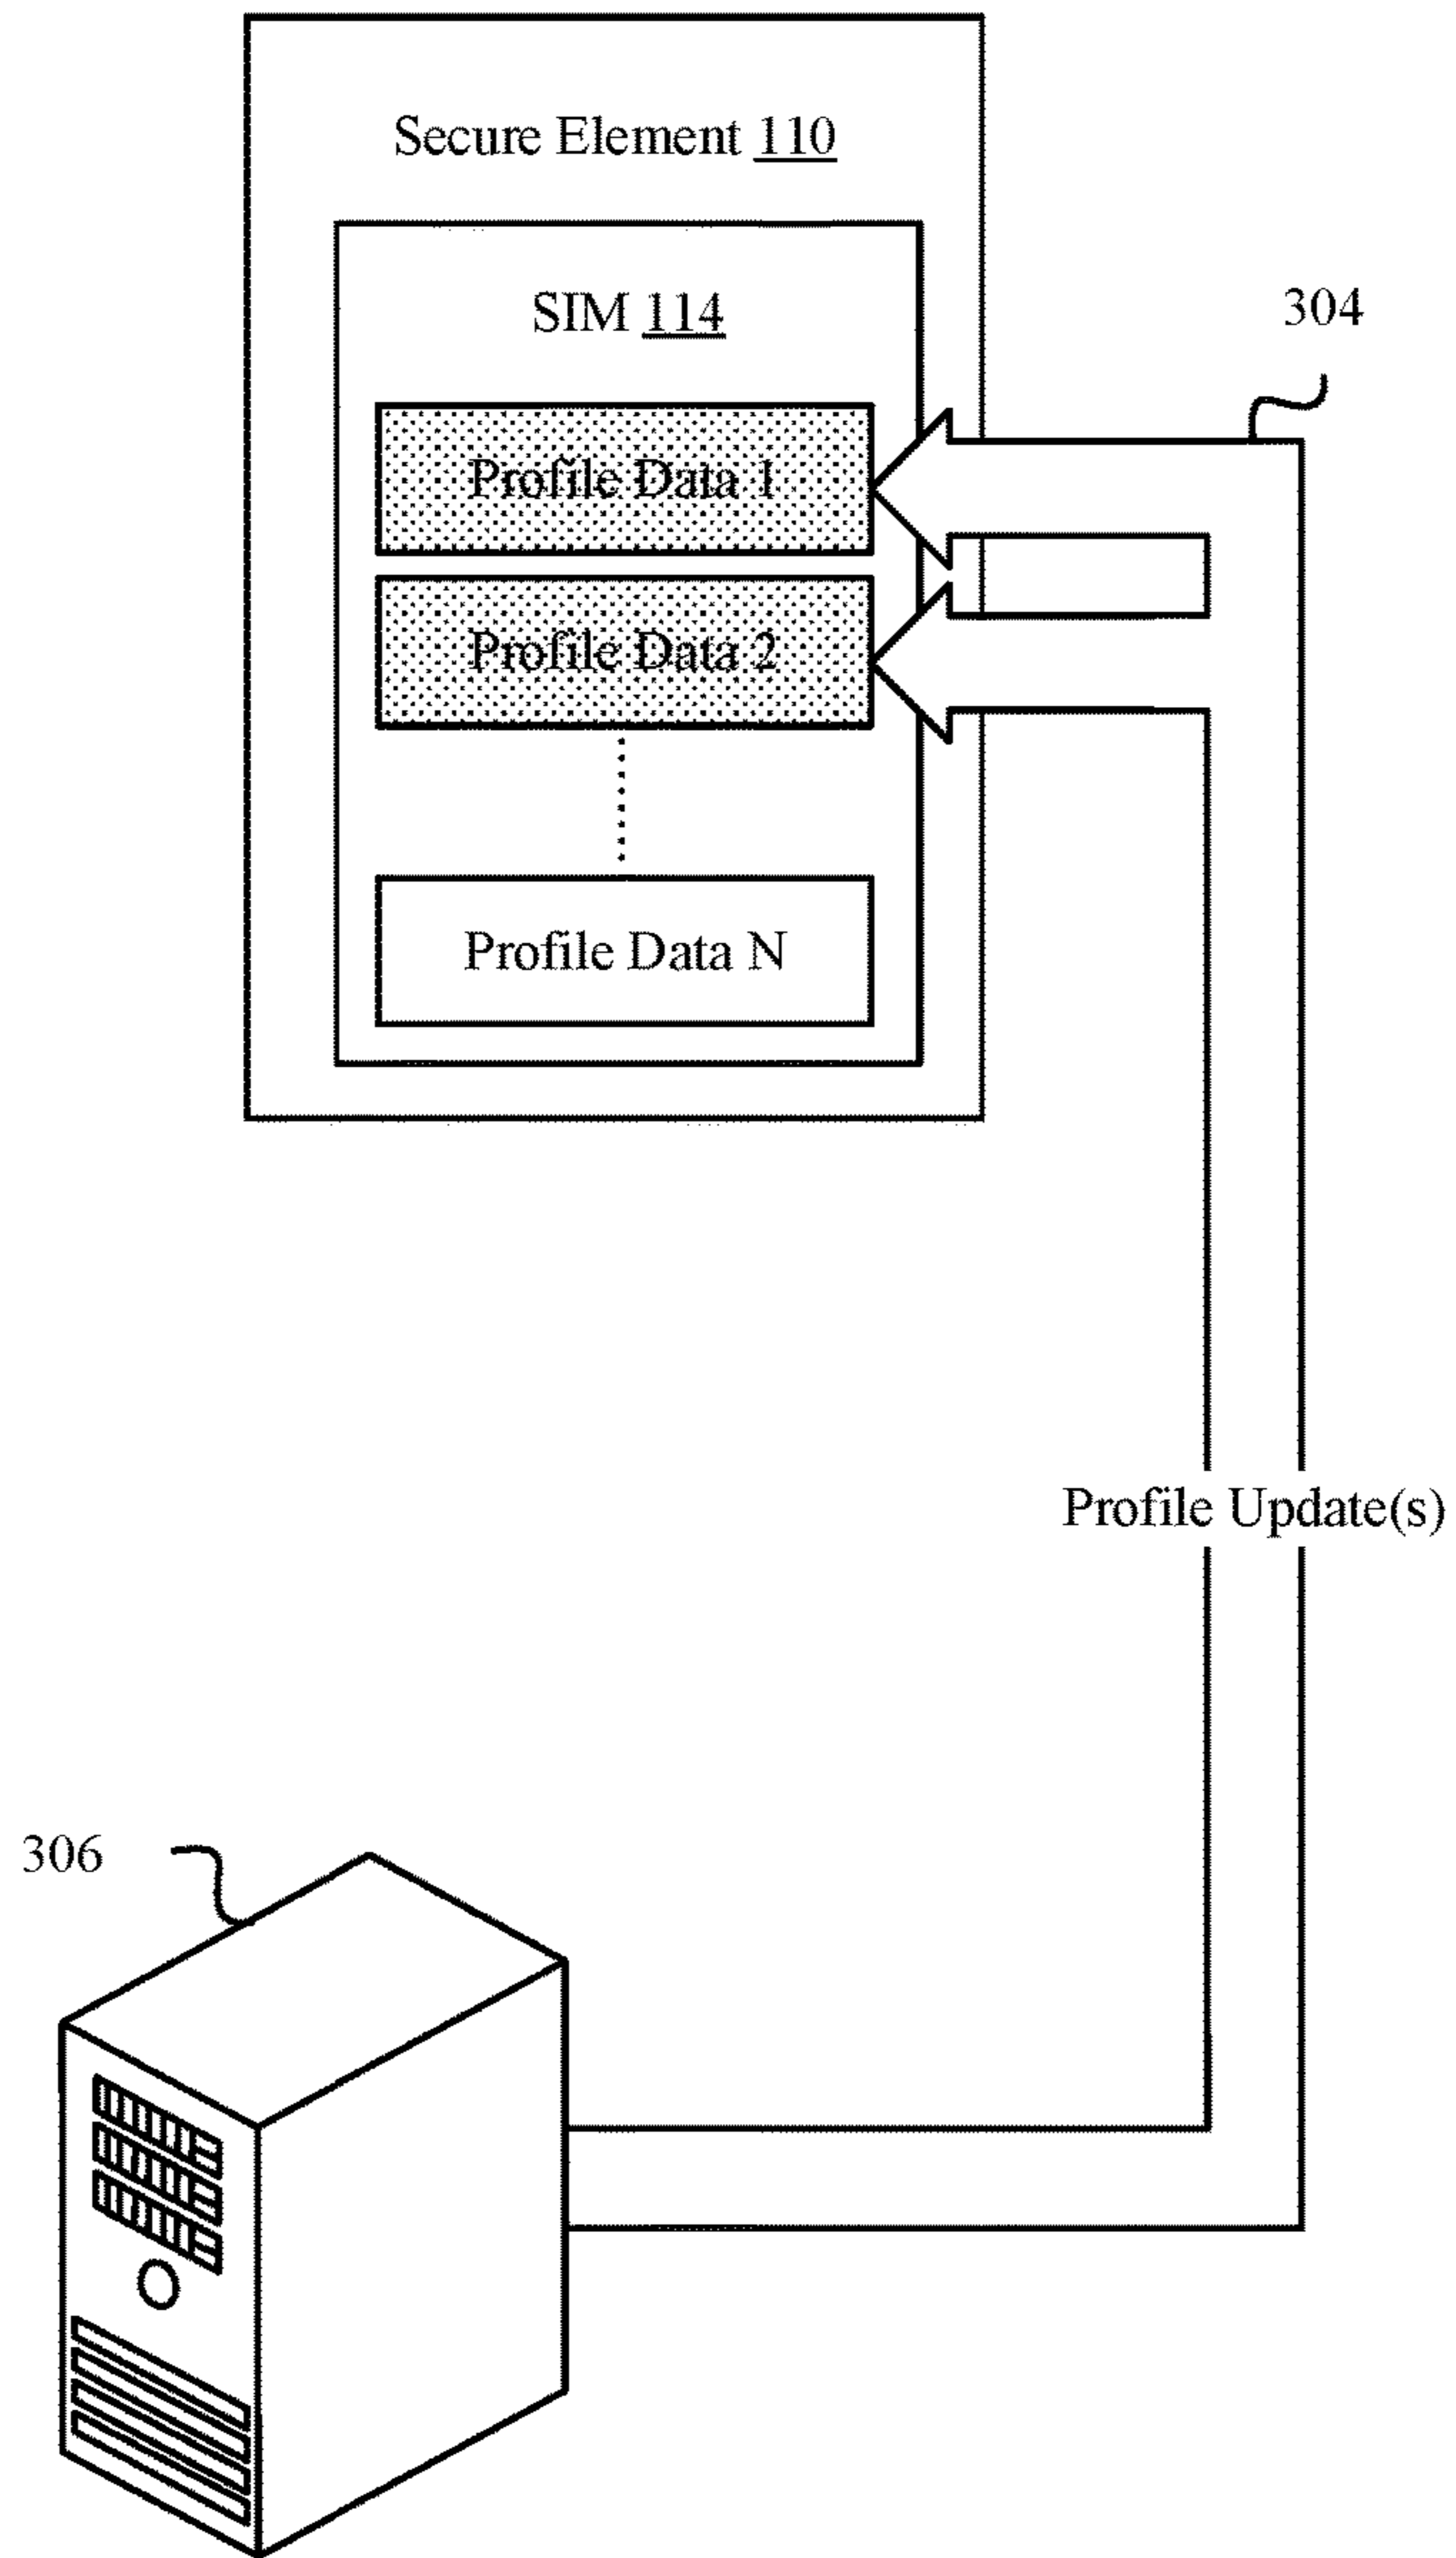 Secure Element 110
SIM 114
304
Profile Data 1
Profile Data 2
Profile Data N
Profile Update(s)
306